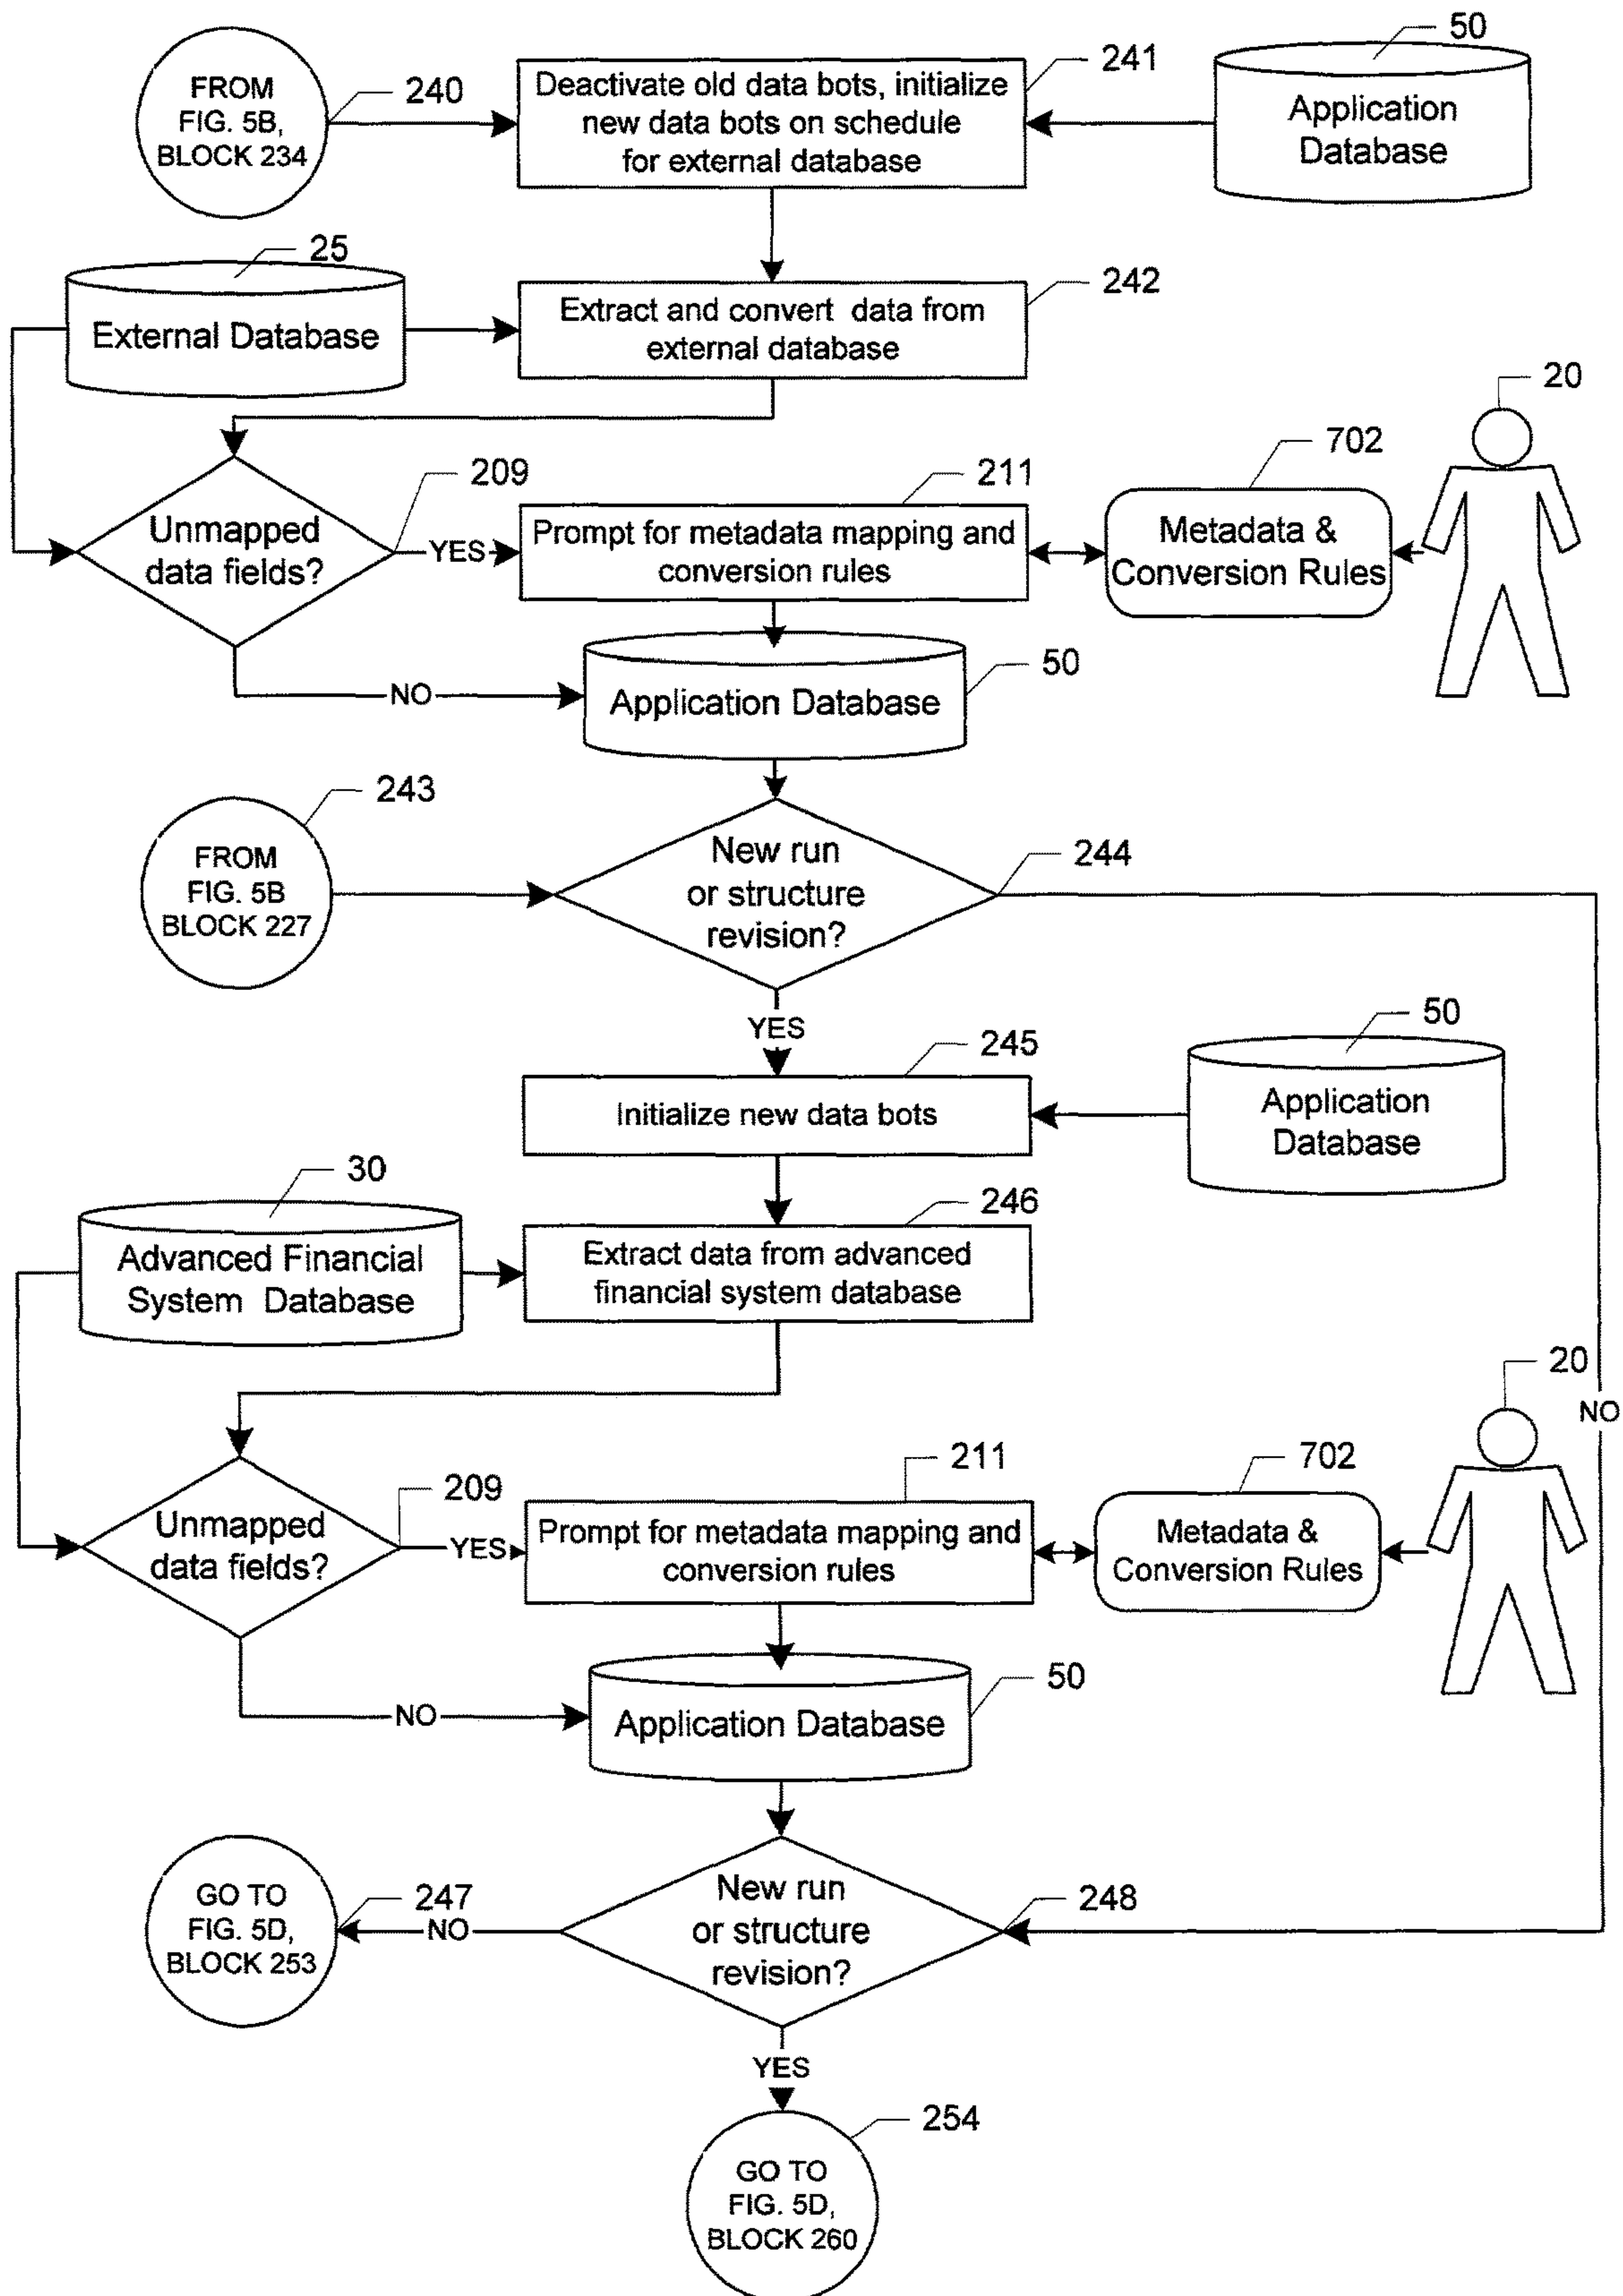 FROM
FIG. 5B,
BLOCK 234
240
Deactivate old data bots, initialize
new data bots on schedule
for external database
241
50
Application
Database
25
External Database
Extract and convert data from
external database
242
20
Unmapped
data fields?
209
YES
211
Prompt for metadata mapping and
conversion rules
702
Metadata &
Conversion Rules
NO
Application Database
50
243
FROM
FIG. 5B
BLOCK 227
New run
or structure
revision?
244
YES
245
Initialize new data bots
50
Application
Database
30
Advanced Financial
System Database
246
Extract data from advanced
financial system database
20
NO
Unmapped
data fields?
209
YES
211
Prompt for metadata mapping and
conversion rules
702
Metadata &
Conversion Rules
NO
Application Database
50
GO TO
FIG. 5D,
BLOCK 253
247
NO
New run
or structure
revision?
248
YES
254
GO TO
FIG. 5D,
BLOCK 260